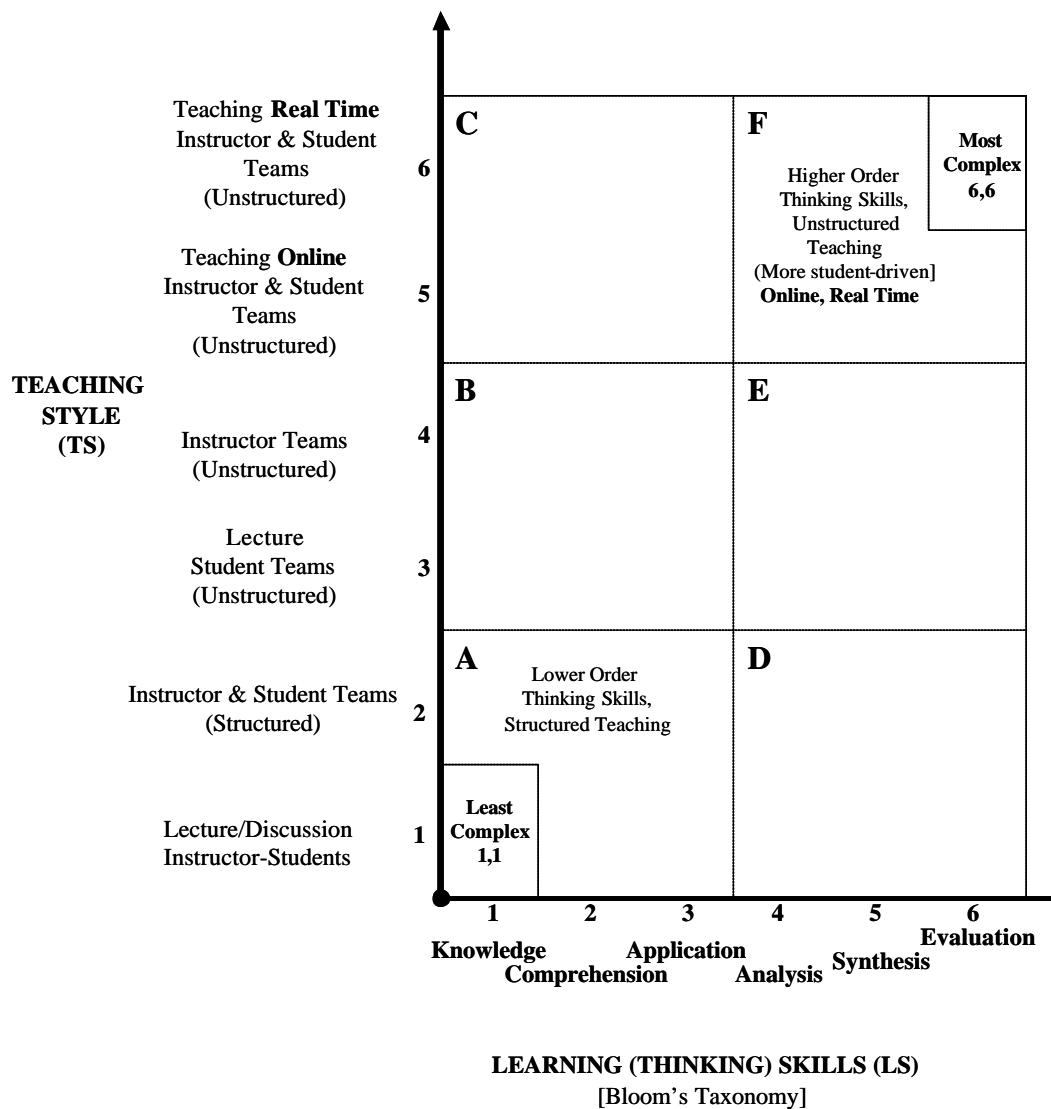 Teaching Real Time
Instructor & Student
Teams
(Unstructured)
6
C
F
Most
Complex
6,6
Higher Order
Thinking Skills,
Unstructured
Teaching
(More student-driven]
Online, Real Time
Teaching Online
Instructor & Student
Teams
(Unstructured)
5
TEACHING
STYLE
(TS)
B
E
Instructor Teams
(Unstructured)
4
Lecture
Student Teams
(Unstructured)
3
A
D
Lower Order
Thinking Skills,
Structured Teaching
Instructor & Student Teams
(Structured)
2
Least
Complex
1,1
Lecture/Discussion
Instructor-Students
1
1 2 3 4 5 6
Knowledge
Comprehension
Application
Analysis
Synthesis
Evaluation
LEARNING (THINKING) SKILLS (LS)
[Bloom's Taxonomy]